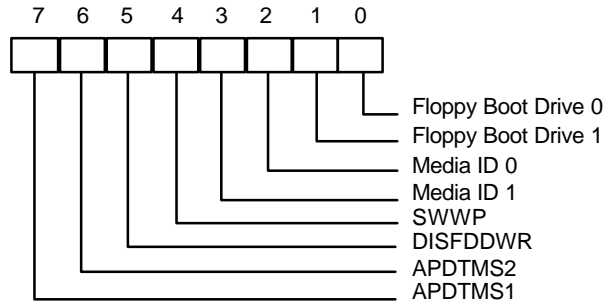 7 6 5 4 3 2 1 0
Floppy Boot Drive 0
Floppy Boot Drive 1
Media ID 0
Media ID 1
SWWP
DISFDDWR
APDTMS2
APDTMS1